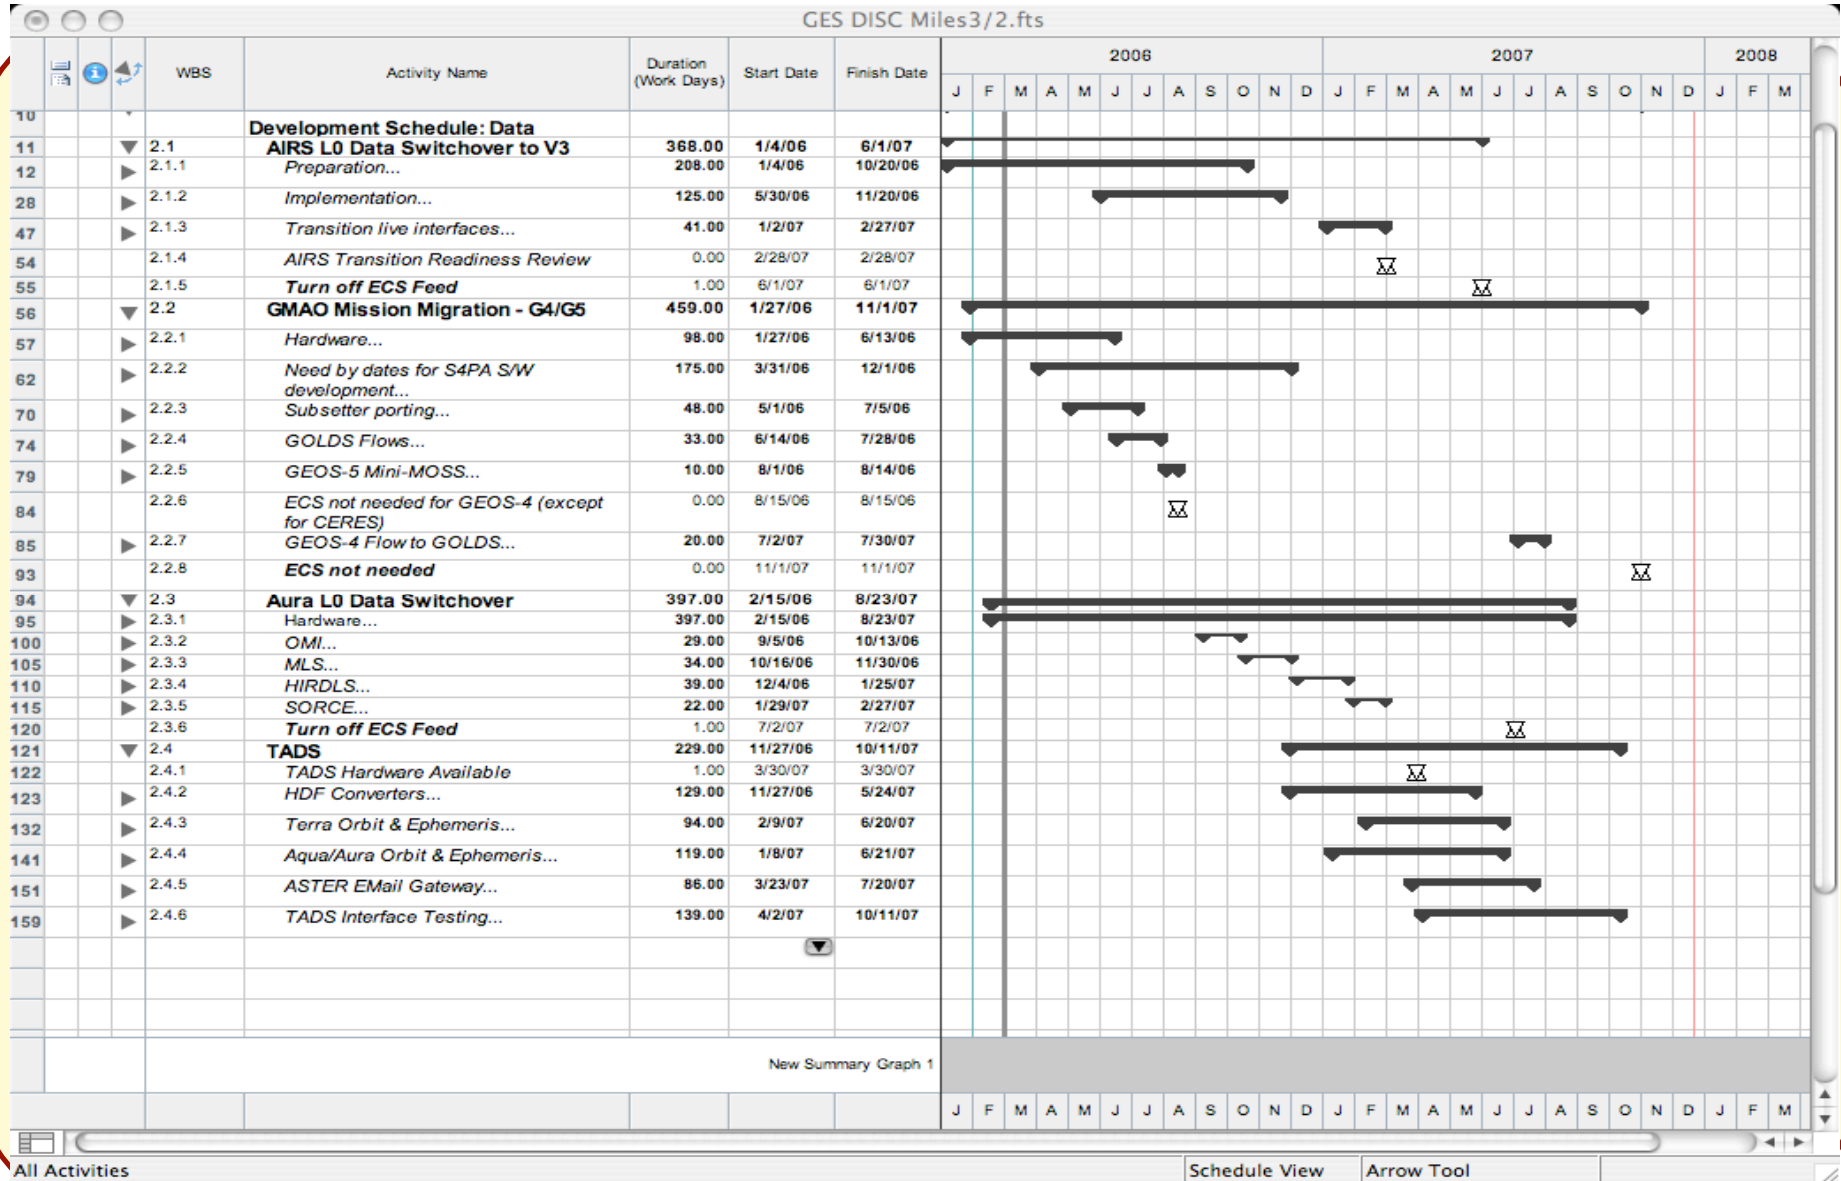 GES DISC Miles3/2.fts
WBS Activity Name Duration (Work Days) Start Date Finish Date 2006 2007 2008
J F M A M J J A S O N D J F M A M J J A S O N D J F M
10 Development Schedule: Data
11 2.1 AIRS L0 Data Switchover to V3 368.00 1/4/06 6/1/07
12 2.1.1 Preparation... 208.00 1/4/06 10/20/06
28 2.1.2 Implementation... 125.00 5/30/06 11/20/06
47 2.1.3 Transition live interfaces... 41.00 1/2/07 2/27/07
54 2.1.4 AIRS Transition Readiness Review 0.00 2/28/07 2/28/07
55 2.1.5 Turn off ECS Feed 1.00 6/1/07 6/1/07
56 2.2 GMAO Mission Migration - G4/G5 459.00 1/27/06 11/1/07
57 2.2.1 Hardware... 98.00 1/27/06 6/13/06
62 2.2.2 Need by dates for S4PA S/W 175.00 3/31/06 12/1/06
development...
70 2.2.3 Subsetter porting... 48.00 5/1/06 7/5/06
74 2.2.4 GOLDS Flows... 33.00 6/14/06 7/28/06
79 2.2.5 GEOS-5 Mini-MOSS... 10.00 8/1/06 8/14/06
84 2.2.6 ECS not needed for GEOS-4 (except 0.00 8/15/06 8/15/06
for CERES)
85 2.2.7 GEOS-4 Flow to GOLDS... 20.00 7/2/07 7/30/07
93 2.2.8 ECS not needed 0.00 11/1/07 11/1/07
94 2.3 Aura L0 Data Switchover 397.00 2/15/06 8/23/07
95 2.3.1 Hardware... 397.00 2/15/06 8/23/07
100 2.3.2 OMI... 29.00 9/5/06 10/13/06
105 2.3.3 MLS... 34.00 10/16/06 11/30/06
110 2.3.4 HIRDLS... 39.00 12/4/06 1/25/07
115 2.3.5 SORCE... 22.00 1/29/07 2/27/07
120 2.3.6 Turn off ECS Feed 1.00 7/2/07 7/2/07
121 2.4 TADS 229.00 11/27/06 10/11/07
122 2.4.1 TADS Hardware Available 1.00 3/30/07 3/30/07
123 2.4.2 HDF Converters... 129.00 11/27/06 5/24/07
132 2.4.3 Terra Orbit & Ephemeris... 94.00 2/9/07 6/20/07
141 2.4.4 Aqua/Aura Orbit & Ephemeris... 119.00 1/8/07 6/21/07
151 2.4.5 ASTER EMail Gateway... 86.00 3/23/07 7/20/07
159 2.4.6 TADS Interface Testing... 139.00 4/2/07 10/11/07
New Summary Graph 1
J F M A M J J A S O N D J F M A M J J A S O N D J F M
All Activities Schedule View Arrow Tool